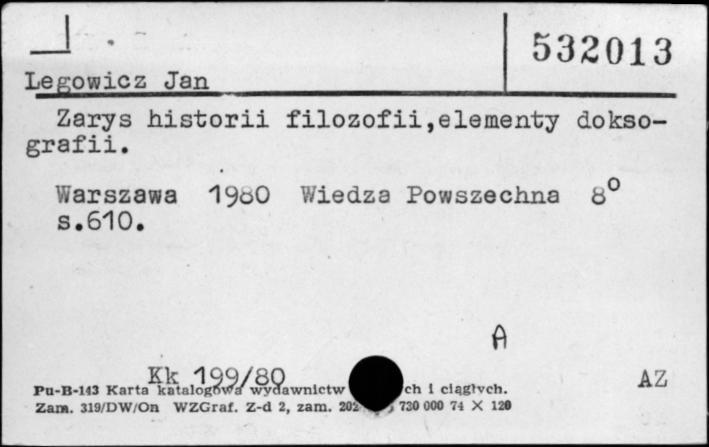 532013
Legowicz Jan
Zarys historii filozofii,elementy dokso-
grafii.
Warszawa 1980 Wiedza Powszechna 8°
s.610.
A
Kk 199/80
AZ
Pu-B-143 Karta katalogowa wydawnictw ch i ciągłych.
Zam. 319/DW/On WZGraf. Z-d 2, zam. 202 730 000 74 X 120